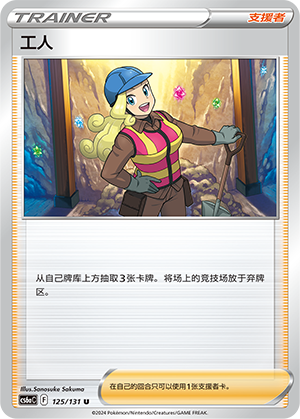 TRAINER 支援者
工人
从自己牌库上方抽取3张卡牌。将场上的竞技场放于弃牌
区。
Illus.Sanosuke Sakuma
CS6aC F 125/131 U
在自己的回合只可以使用1张支援者卡。
©2024 Pokémon/Nintendo/Creatures/GAME FREAK.